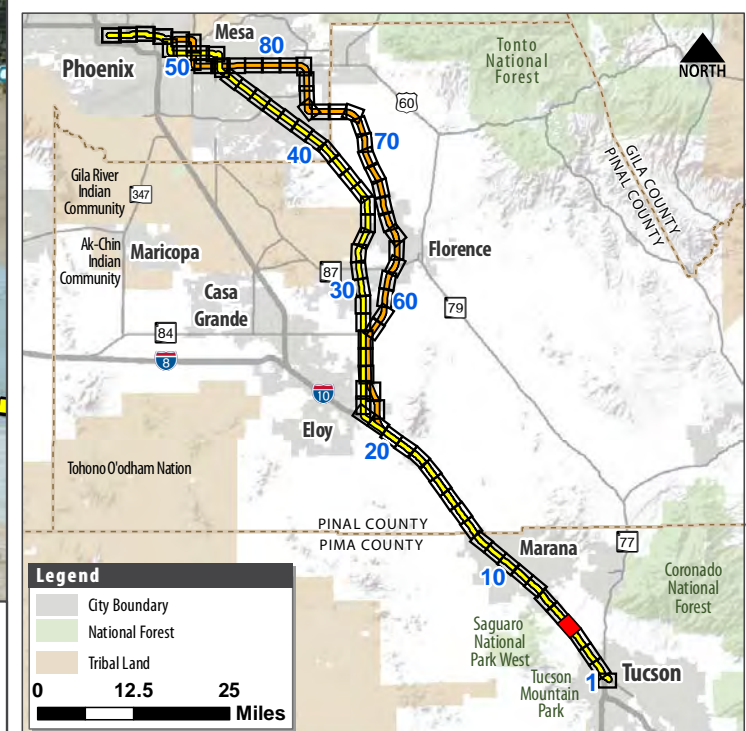 Mesa
80
Phoenix
50
Tonto
National
Forest
NORTH
60
70
40
GILA COUNTY
PINAL COUNTY
Gila River
Indian
Community
347
Ak-Chin
Indian
Community
Maricopa
Florence
87
30
60
Casa
Grande
79
84
8
10
Eloy
20
Tohono O'odham Nation
PINAL COUNTY
PIMA COUNTY
Marana
77
10
Coronado
National
Forest
Saguaro
National
Park West
Tucson
Mountain
Park
1
Tucson
Legend
City Boundary
National Forest
Tribal Land
0 12.5 25
Miles